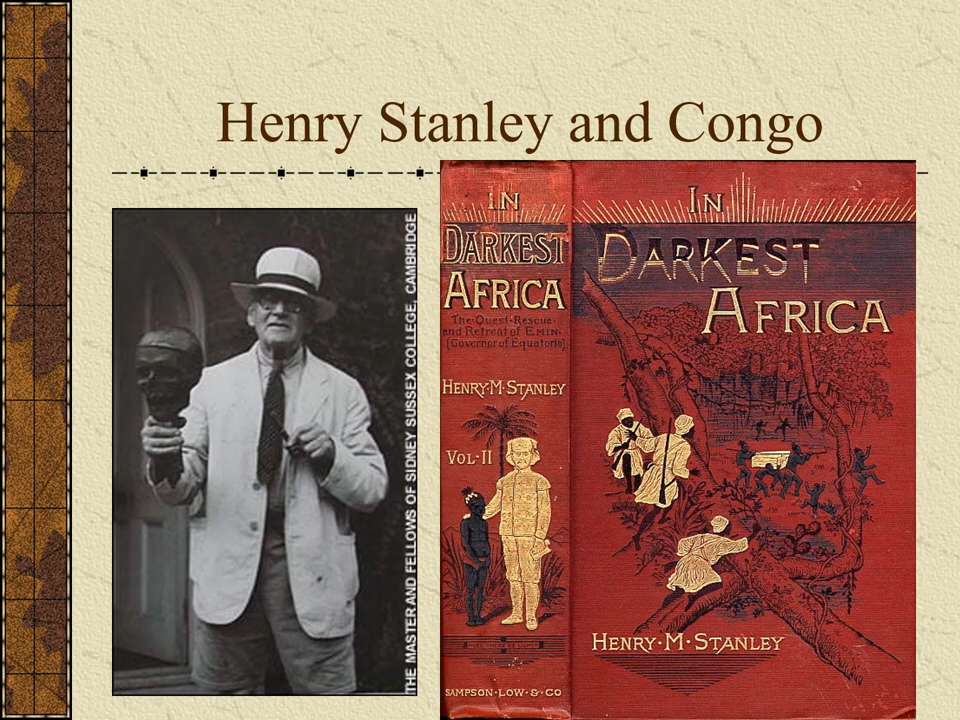 Henry Stanley and Congo
THE MASTER AND FELLOWS OF SIDNEY SUSSEX COLLEGE, CAMBRIDGE
IN
DARKEST
AFRICA
The Quest·Rescue·
and Retreat of EMIN·
(Governor of Equatoria)
HENRY·M·STANLEY
VOL·II
SAMPSON·LOW·&·CO
IN
DARKEST
AFRICA
HENRY·M·STANLEY